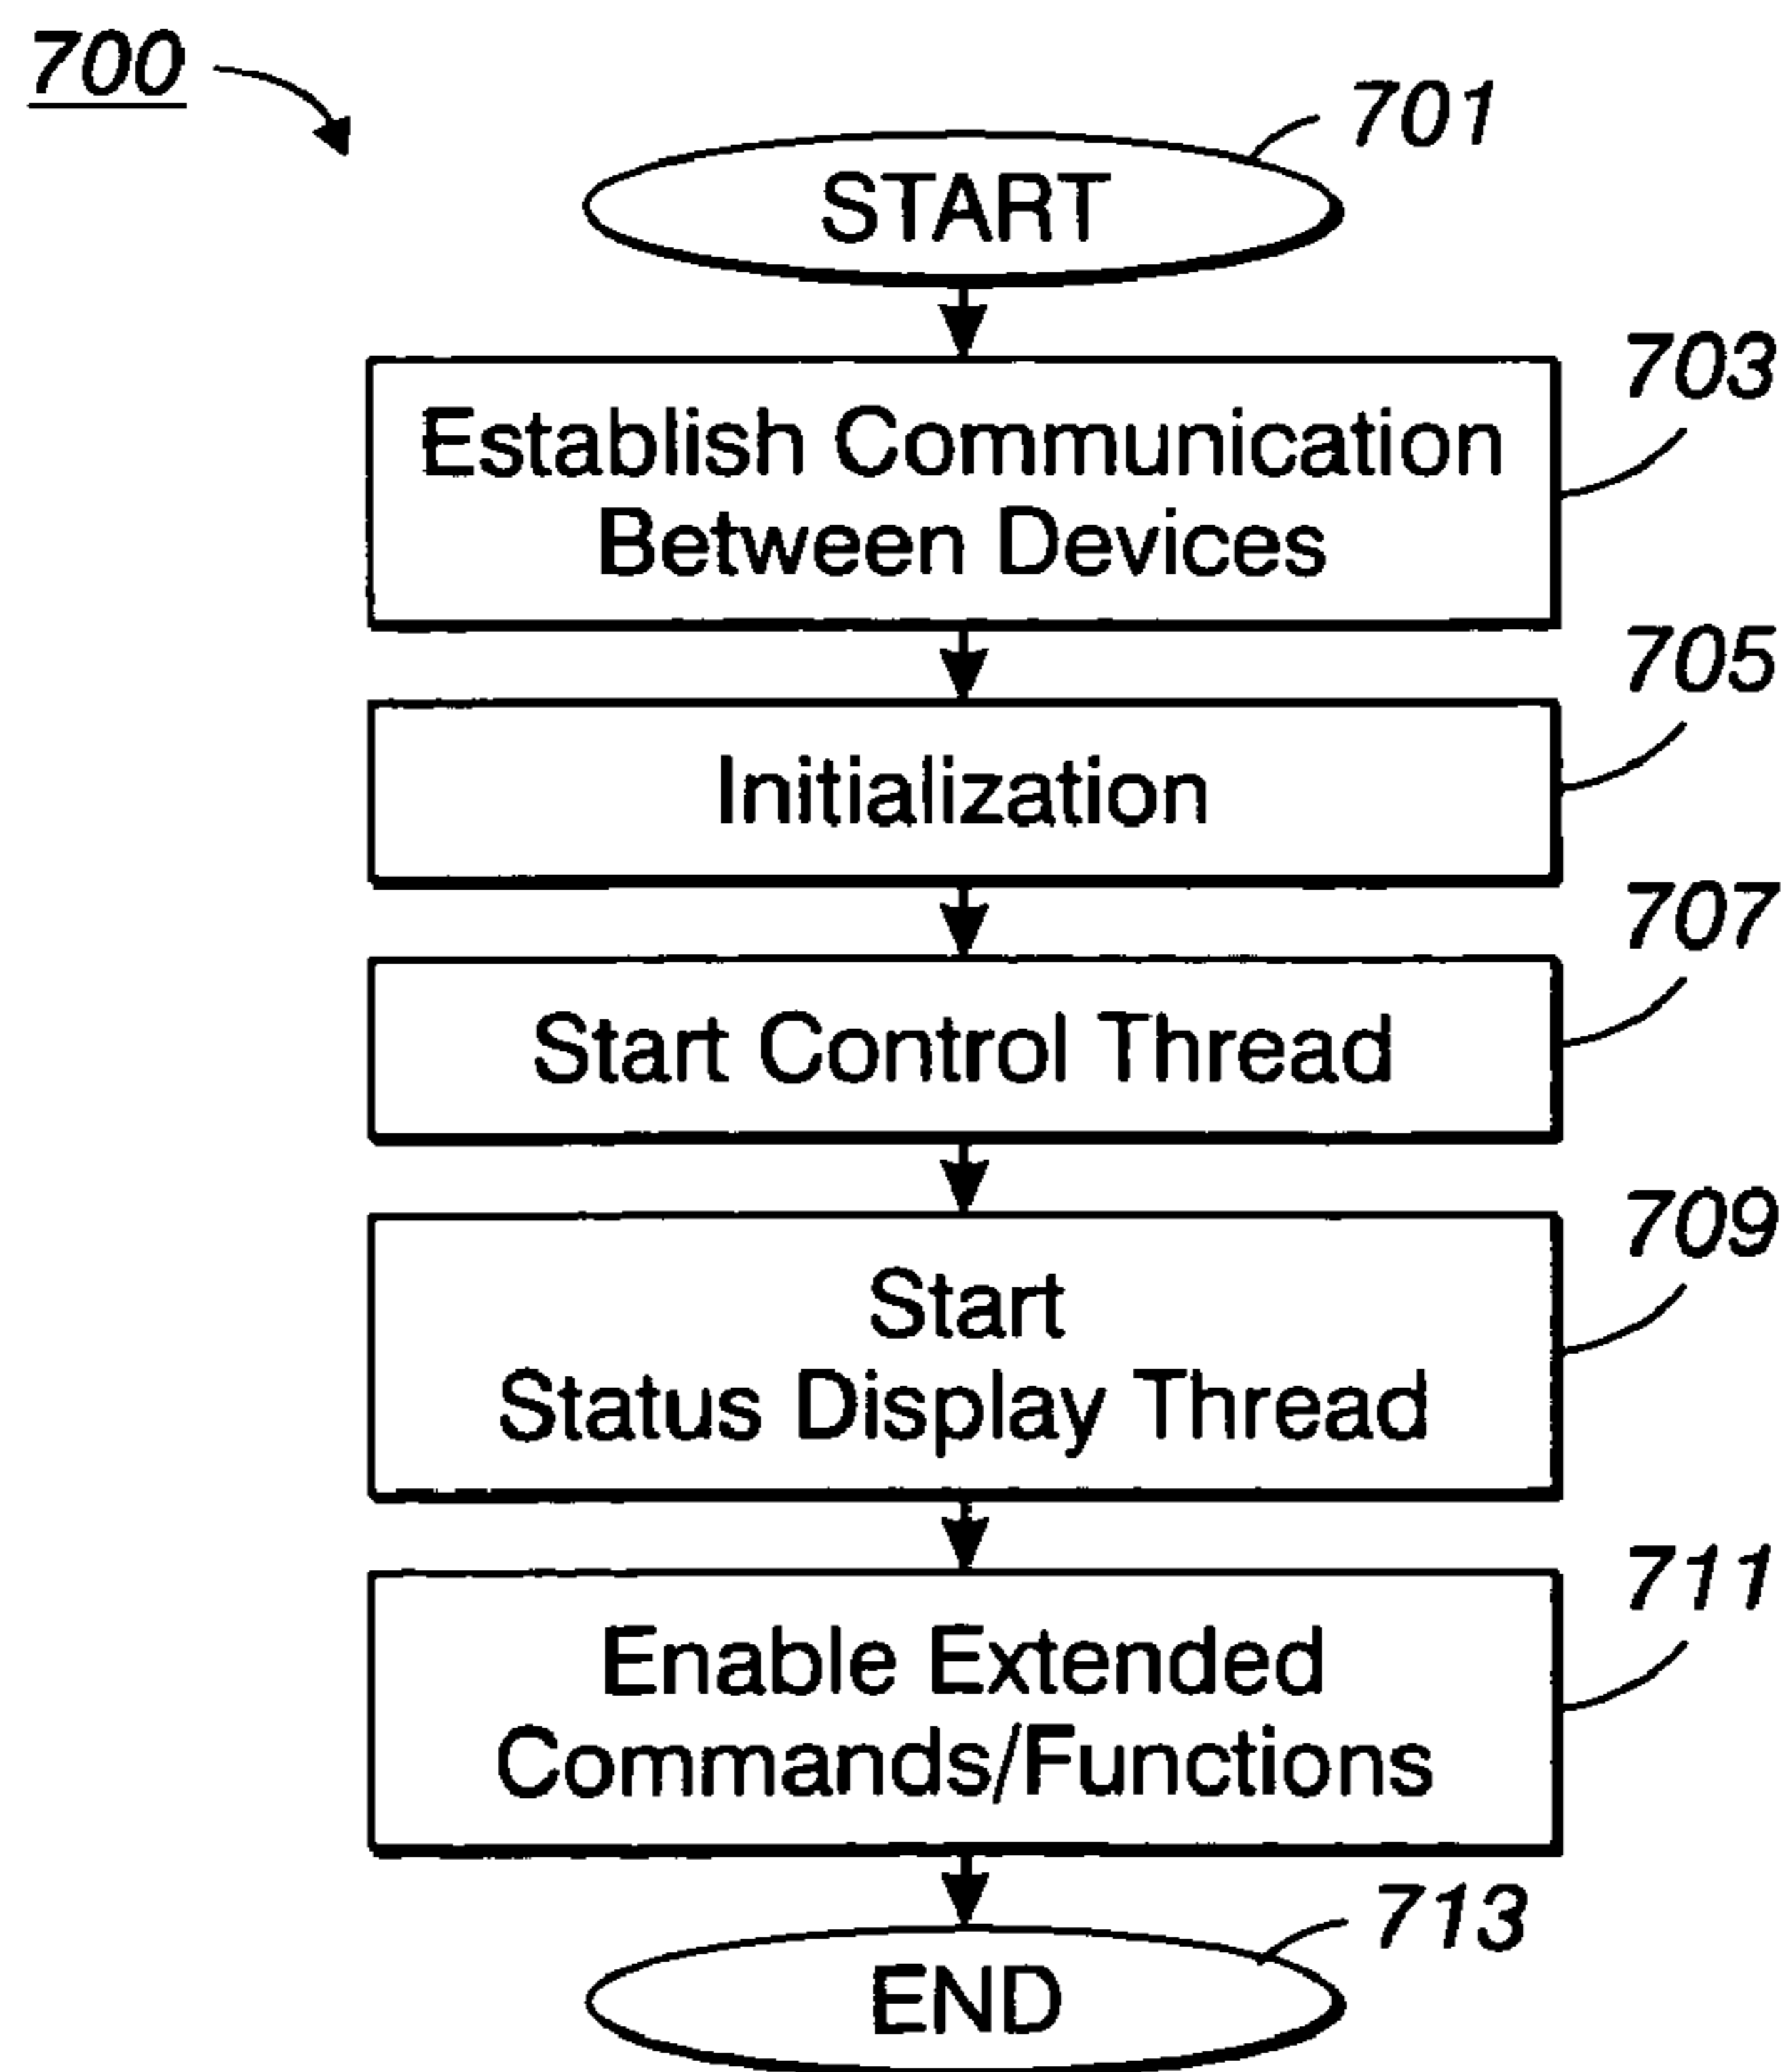 700
701
START
703
Establish Communication
Between Devices
705
Initialization
707
Start Control Thread
709
Start
Status Display Thread
711
Enable Extended
Commands/Functions
713
END